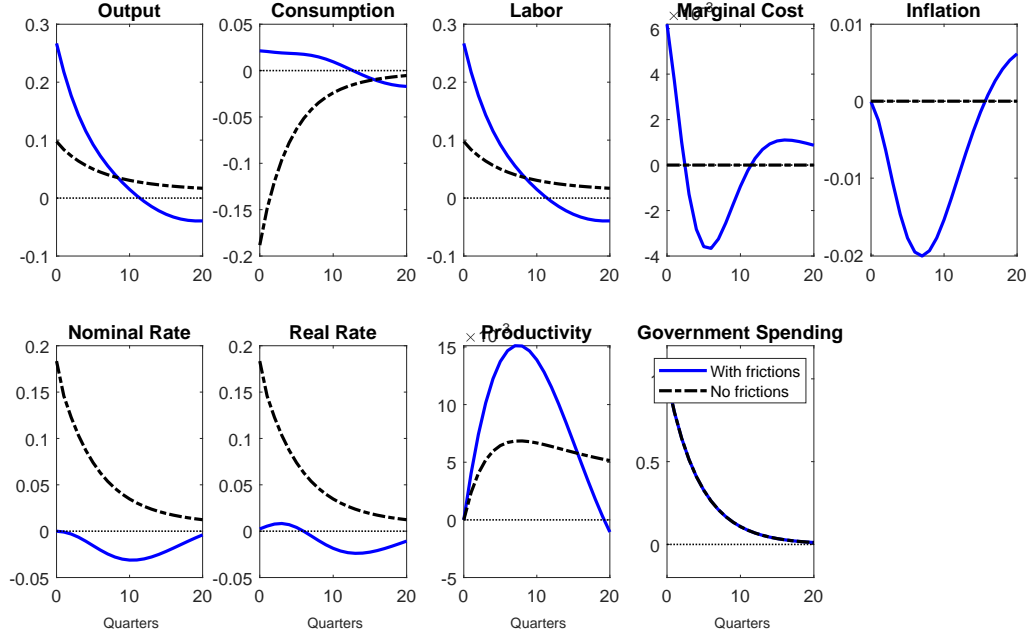 Output
Consumption
Labor
Marginal Cost
Inflation
0.3
0.2
0.1
0
-0.1
0 10 20
0.05
0
-0.05
-0.1
-0.15
-0.2
0 10 20
0.3
0.2
0.1
0
-0.1
0 10 20
6
4
2
0
-2
-4
0 10 20
0.01
0
-0.01
-0.02
0 10 20
Nominal Rate
Real Rate
Productivity
Government Spending
0.2
0.15
0.1
0.05
0
-0.05
0 10 20
Quarters
0.2
0.15
0.1
0.05
0
-0.05
0 10 20
Quarters
15
10
5
0
-5
0 10 20
Quarters
With frictions
No frictions
0.5
0
0 10 20
Quarters